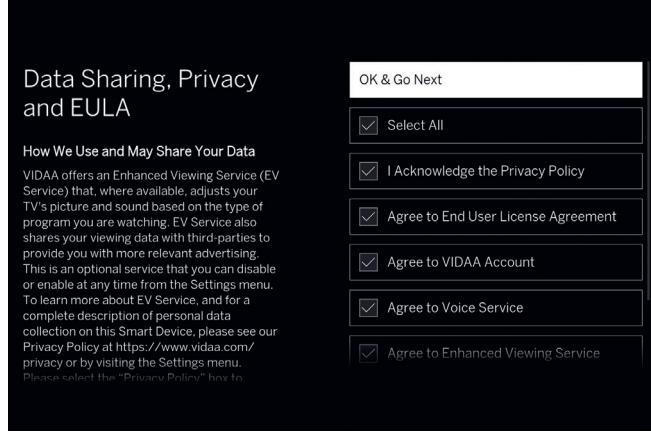 Data Sharing, Privacy
and EULA
How We Use and May Share Your Data
VIDAA offers an Enhanced Viewing Service (EV
Service) that, where available, adjusts your
TV's picture and sound based on the type of
program you are watching. EV Service also
shares your viewing data with third-parties to
provide you with more relevant advertising.
This is an optional service that you can disable
or enable at any time from the Settings menu.
To learn more about EV Service, and for a
complete description of personal data
collection on this Smart Device, please see our
Privacy Policy at https://www.vidaa.com/
privacy or by visiting the Settings menu.
Please select the "Privacy Policy" box to
OK & Go Next
Select All
I Acknowledge the Privacy Policy
Agree to End User License Agreement
Agree to VIDAA Account
Agree to Voice Service
Agree to Enhanced Viewing Service